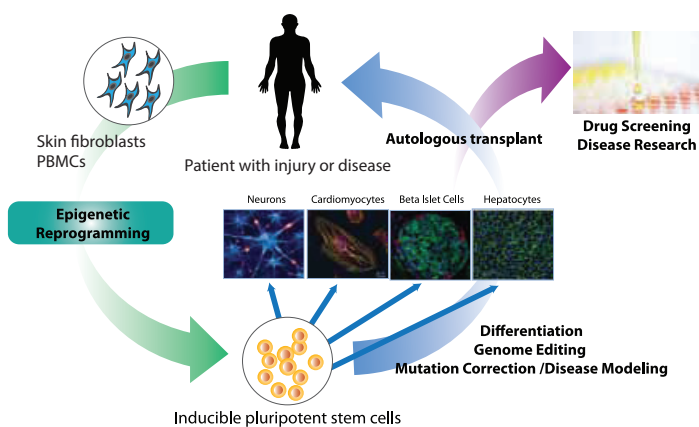 Skin fibroblasts
PBMCs
Patient with injury or disease
Autologous transplant
Drug Screening
Disease Research
Epigenetic
Reprogramming
Neurons
Cardiomyocytes
Beta Islet Cells
Hepatocytes
Differentiation
Genome Editing
Mutation Correction /Disease Modeling
Inducible pluripotent stem cells